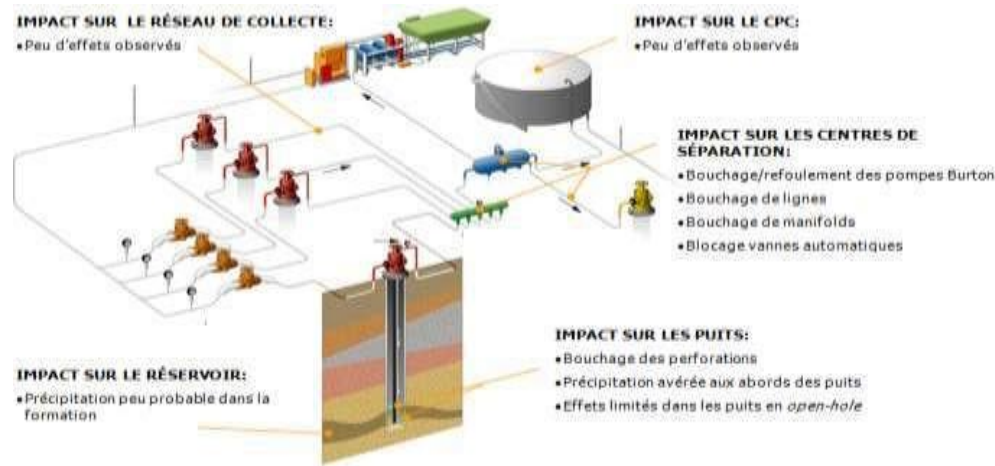 IMPACT SUR LE RÉSEAU DE COLLECTE:
•Peu d'effets observés
IMPACT SUR LE CPC:
•Peu d'effets observés
IMPACT SUR LES CENTRES DE
SÉPARATION:
•Bouchage/refoulement des pompes Burton
•Bouchage de lignes
•Bouchage de manifolds
•Blocage vannes automatiques
IMPACT SUR LES PUITS:
•Bouchage des perforations
•Précipitation avérée aux abords des puits
•Effets limités dans les puits en open-hole
IMPACT SUR LE RÉSERVOIR:
•Précipitation peu probable dans la
formation